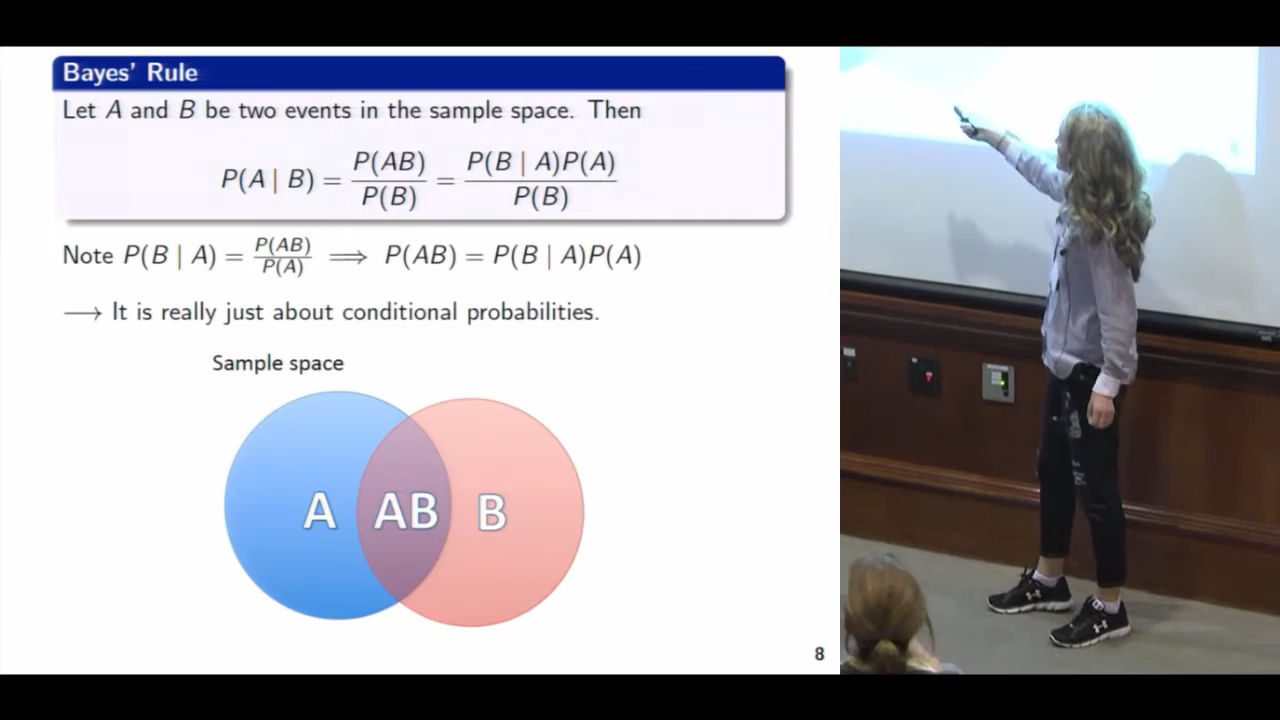 Bayes' Rule
Let A and B be two events in the sample space. Then
P(A | B) = P(AB)/P(B) = P(B | A)P(A)/P(B)
Note P(B | A) = P(AB)/P(A) ⟹ P(AB) = P(B | A)P(A)
⟶ It is really just about conditional probabilities.
Sample space
A AB B
8